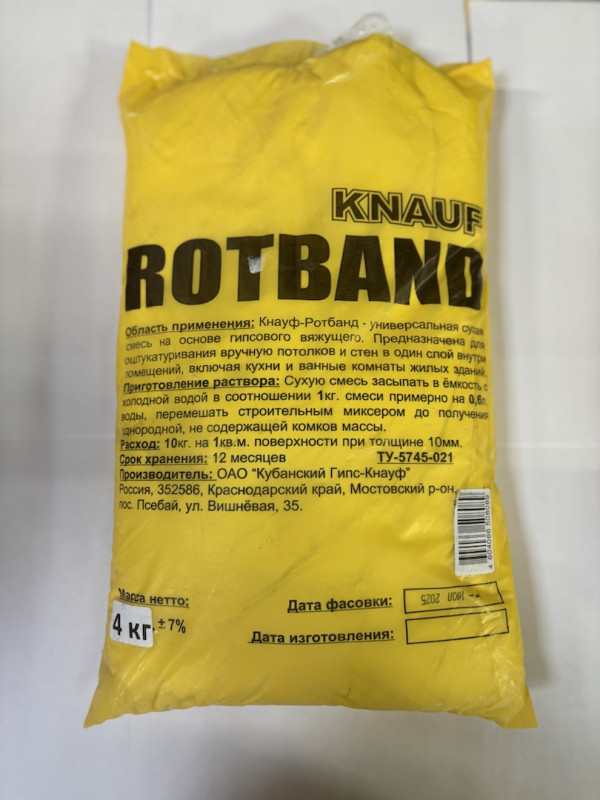 KNAUF
ROTBAND
Область применения: Кнауф-Ротбанд - универсальная сухая
смесь на основе гипсового вяжущего. Предназначена для
оштукатуривания вручную потолков и стен в один слой внутри
помещений, включая кухни и ванные комнаты жилых зданий.
Приготовление раствора: Сухую смесь засыпать в ёмкость с
холодной водой в соотношении 1кг. смеси примерно на 0,6л.
воды, перемешать строительным миксером до получения
однородной, не содержащей комков массы.
Расход: 10кг. на 1кв.м. поверхности при толщине 10мм.
Срок хранения: 12 месяцев ТУ-5745-021
Производитель: ОАО "Кубанский Гипс-Кнауф"
Россия, 352586, Краснодарский край, Мостовский р-он,
пос. Псебай, ул. Вишнёвая, 35.
Масса нетто:
4 кг. ±7%
Дата фасовки: ИЮЛ 2025
Дата изготовления: